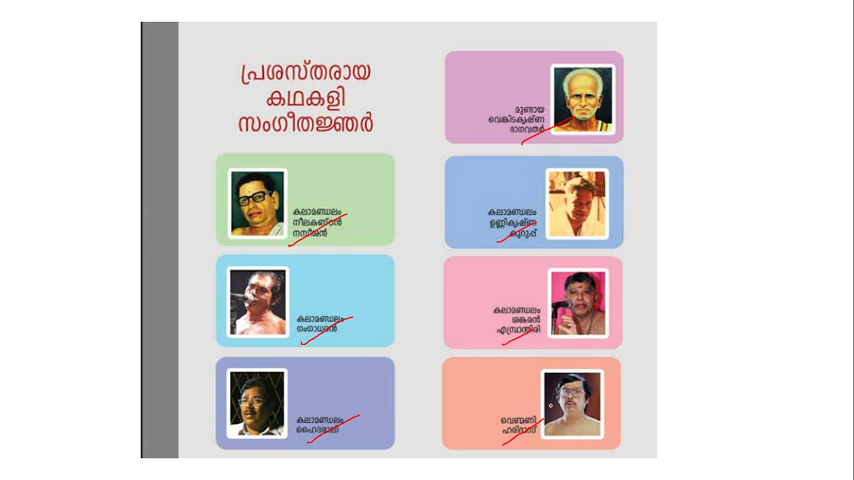 പ്രശസ്തരായ
കഥകളി
സംഗീതജ്ഞർ
മുണ്ടായ
വെങ്കിടകൃഷ്ണ
ഭാഗവതർ
കലാമണ്ഡലം
നീലകണ്ഠൻ
നമ്പീശൻ
കലാമണ്ഡലം
ഉണ്ണികൃഷ്ണ
കുറുപ്പ്
കലാമണ്ഡലം
ഗംഗാധരൻ
കലാമണ്ഡലം
ശങ്കരൻ
എമ്പ്രാന്തിരി
കലാമണ്ഡലം
ഹൈദരാലി
വെണ്മണി
ഹരിദാസ്